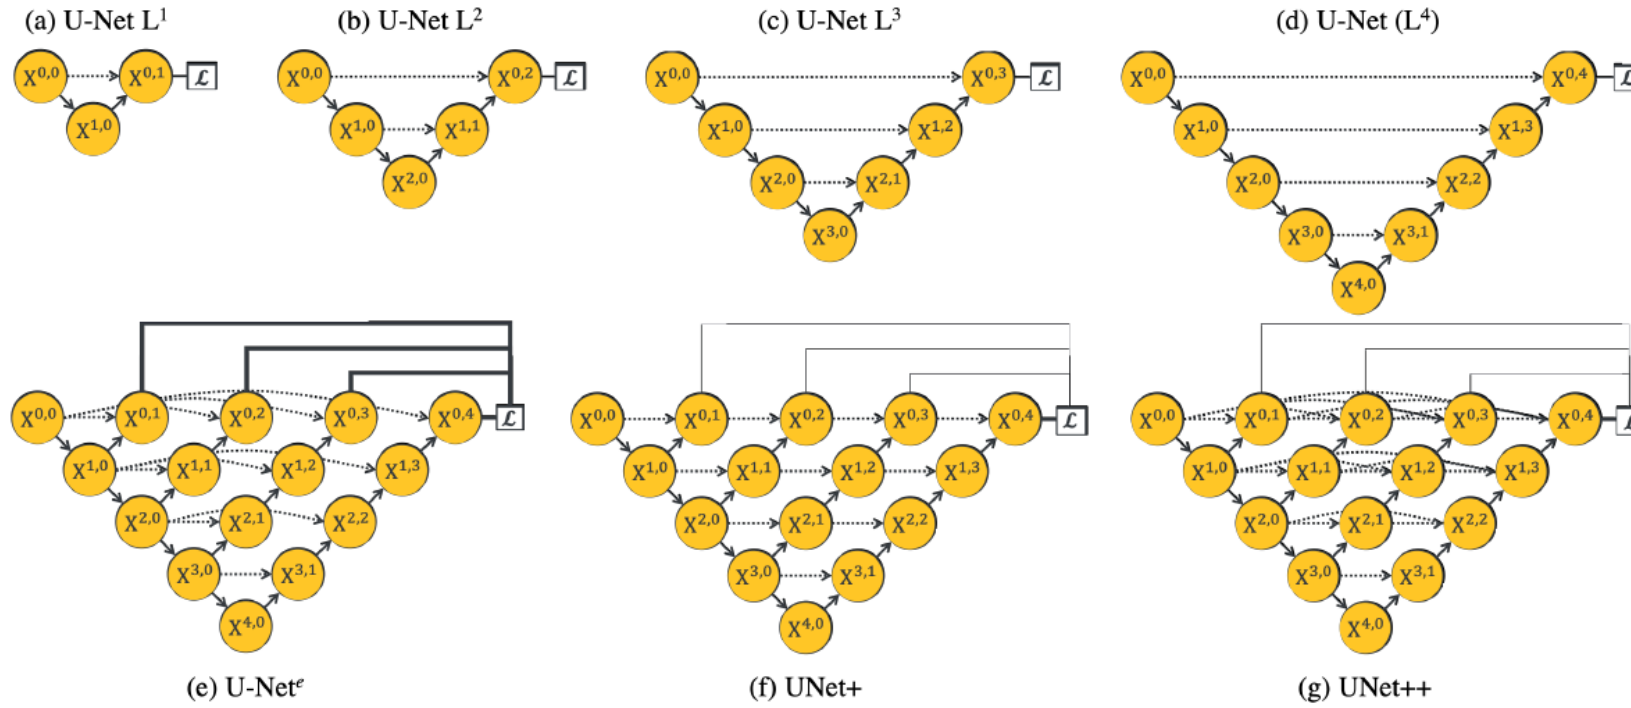 (a) U-Net L¹ (b) U-Net L² (c) U-Net L³ (d) U-Net (L⁴)
X⁰,⁰ X⁰,¹ ℒ X⁰,⁰ X⁰,² ℒ X⁰,⁰ X⁰,³ ℒ X⁰,⁰ X⁰,⁴ ℒ
X¹,⁰ X¹,⁰ X¹,¹ X¹,⁰ X¹,² X¹,⁰ X¹,³
X²,⁰ X²,⁰ X²,¹ X²,⁰ X²,²
X³,⁰ X³,⁰ X³,¹
X⁴,⁰
X⁰,⁰ X⁰,¹ X⁰,² X⁰,³ X⁰,⁴ ℒ X⁰,⁰ X⁰,¹ X⁰,² X⁰,³ X⁰,⁴ ℒ X⁰,⁰ X⁰,¹ X⁰,² X⁰,³ X⁰,⁴ ℒ
X¹,⁰ X¹,¹ X¹,² X¹,³ X¹,⁰ X¹,¹ X¹,² X¹,³ X¹,⁰ X¹,¹ X¹,² X¹,³
X²,⁰ X²,¹ X²,² X²,⁰ X²,¹ X²,² X²,⁰ X²,¹ X²,²
X³,⁰ X³,¹ X³,⁰ X³,¹ X³,⁰ X³,¹
X⁴,⁰ X⁴,⁰ X⁴,⁰
(e) U-Netᵉ (f) UNet+ (g) UNet++